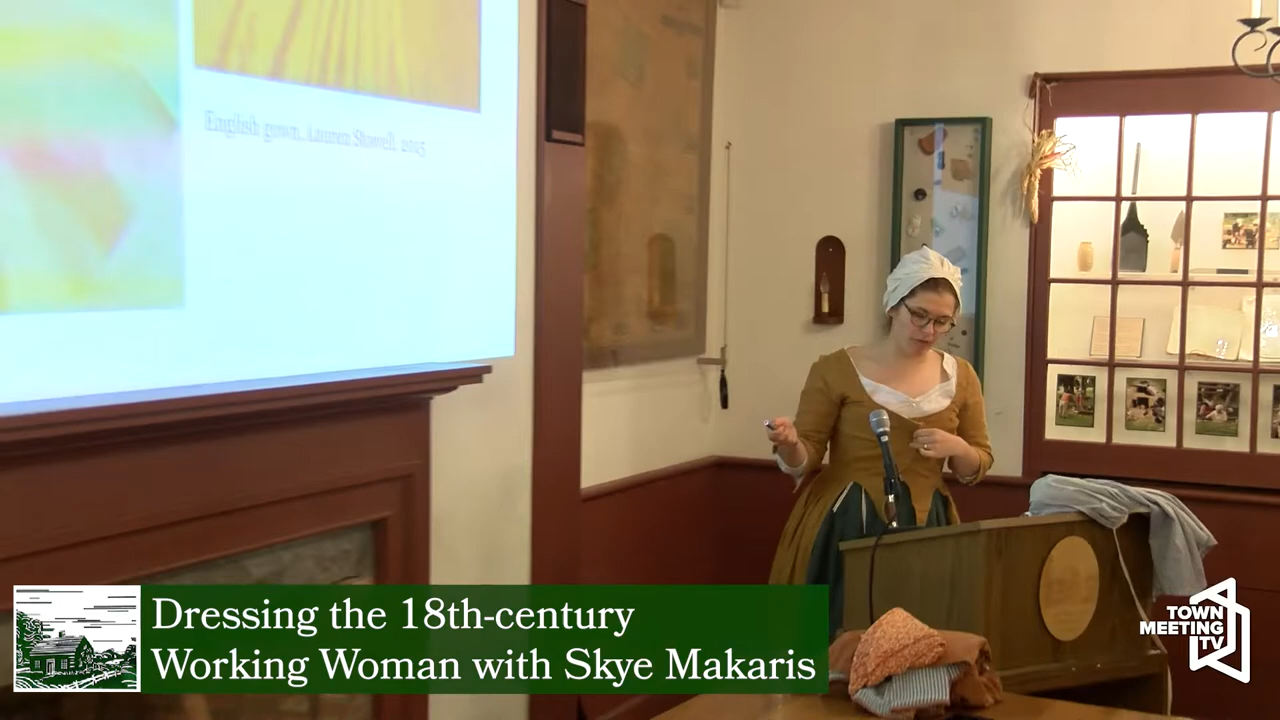 English gown, Lauren Stowell, 2015
Dressing the 18th-century
Working Woman with Skye Makaris
TOWN
MEETING
TV